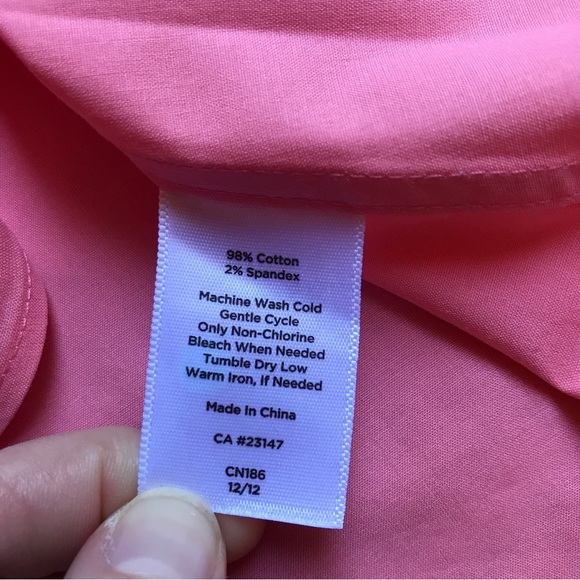 98% Cotton
2% Spandex
Machine Wash Cold
Gentle Cycle
Only Non-Chlorine
Bleach When Needed
Tumble Dry Low
Warm Iron, If Needed
Made In China
CA #23147
CN186
12/12